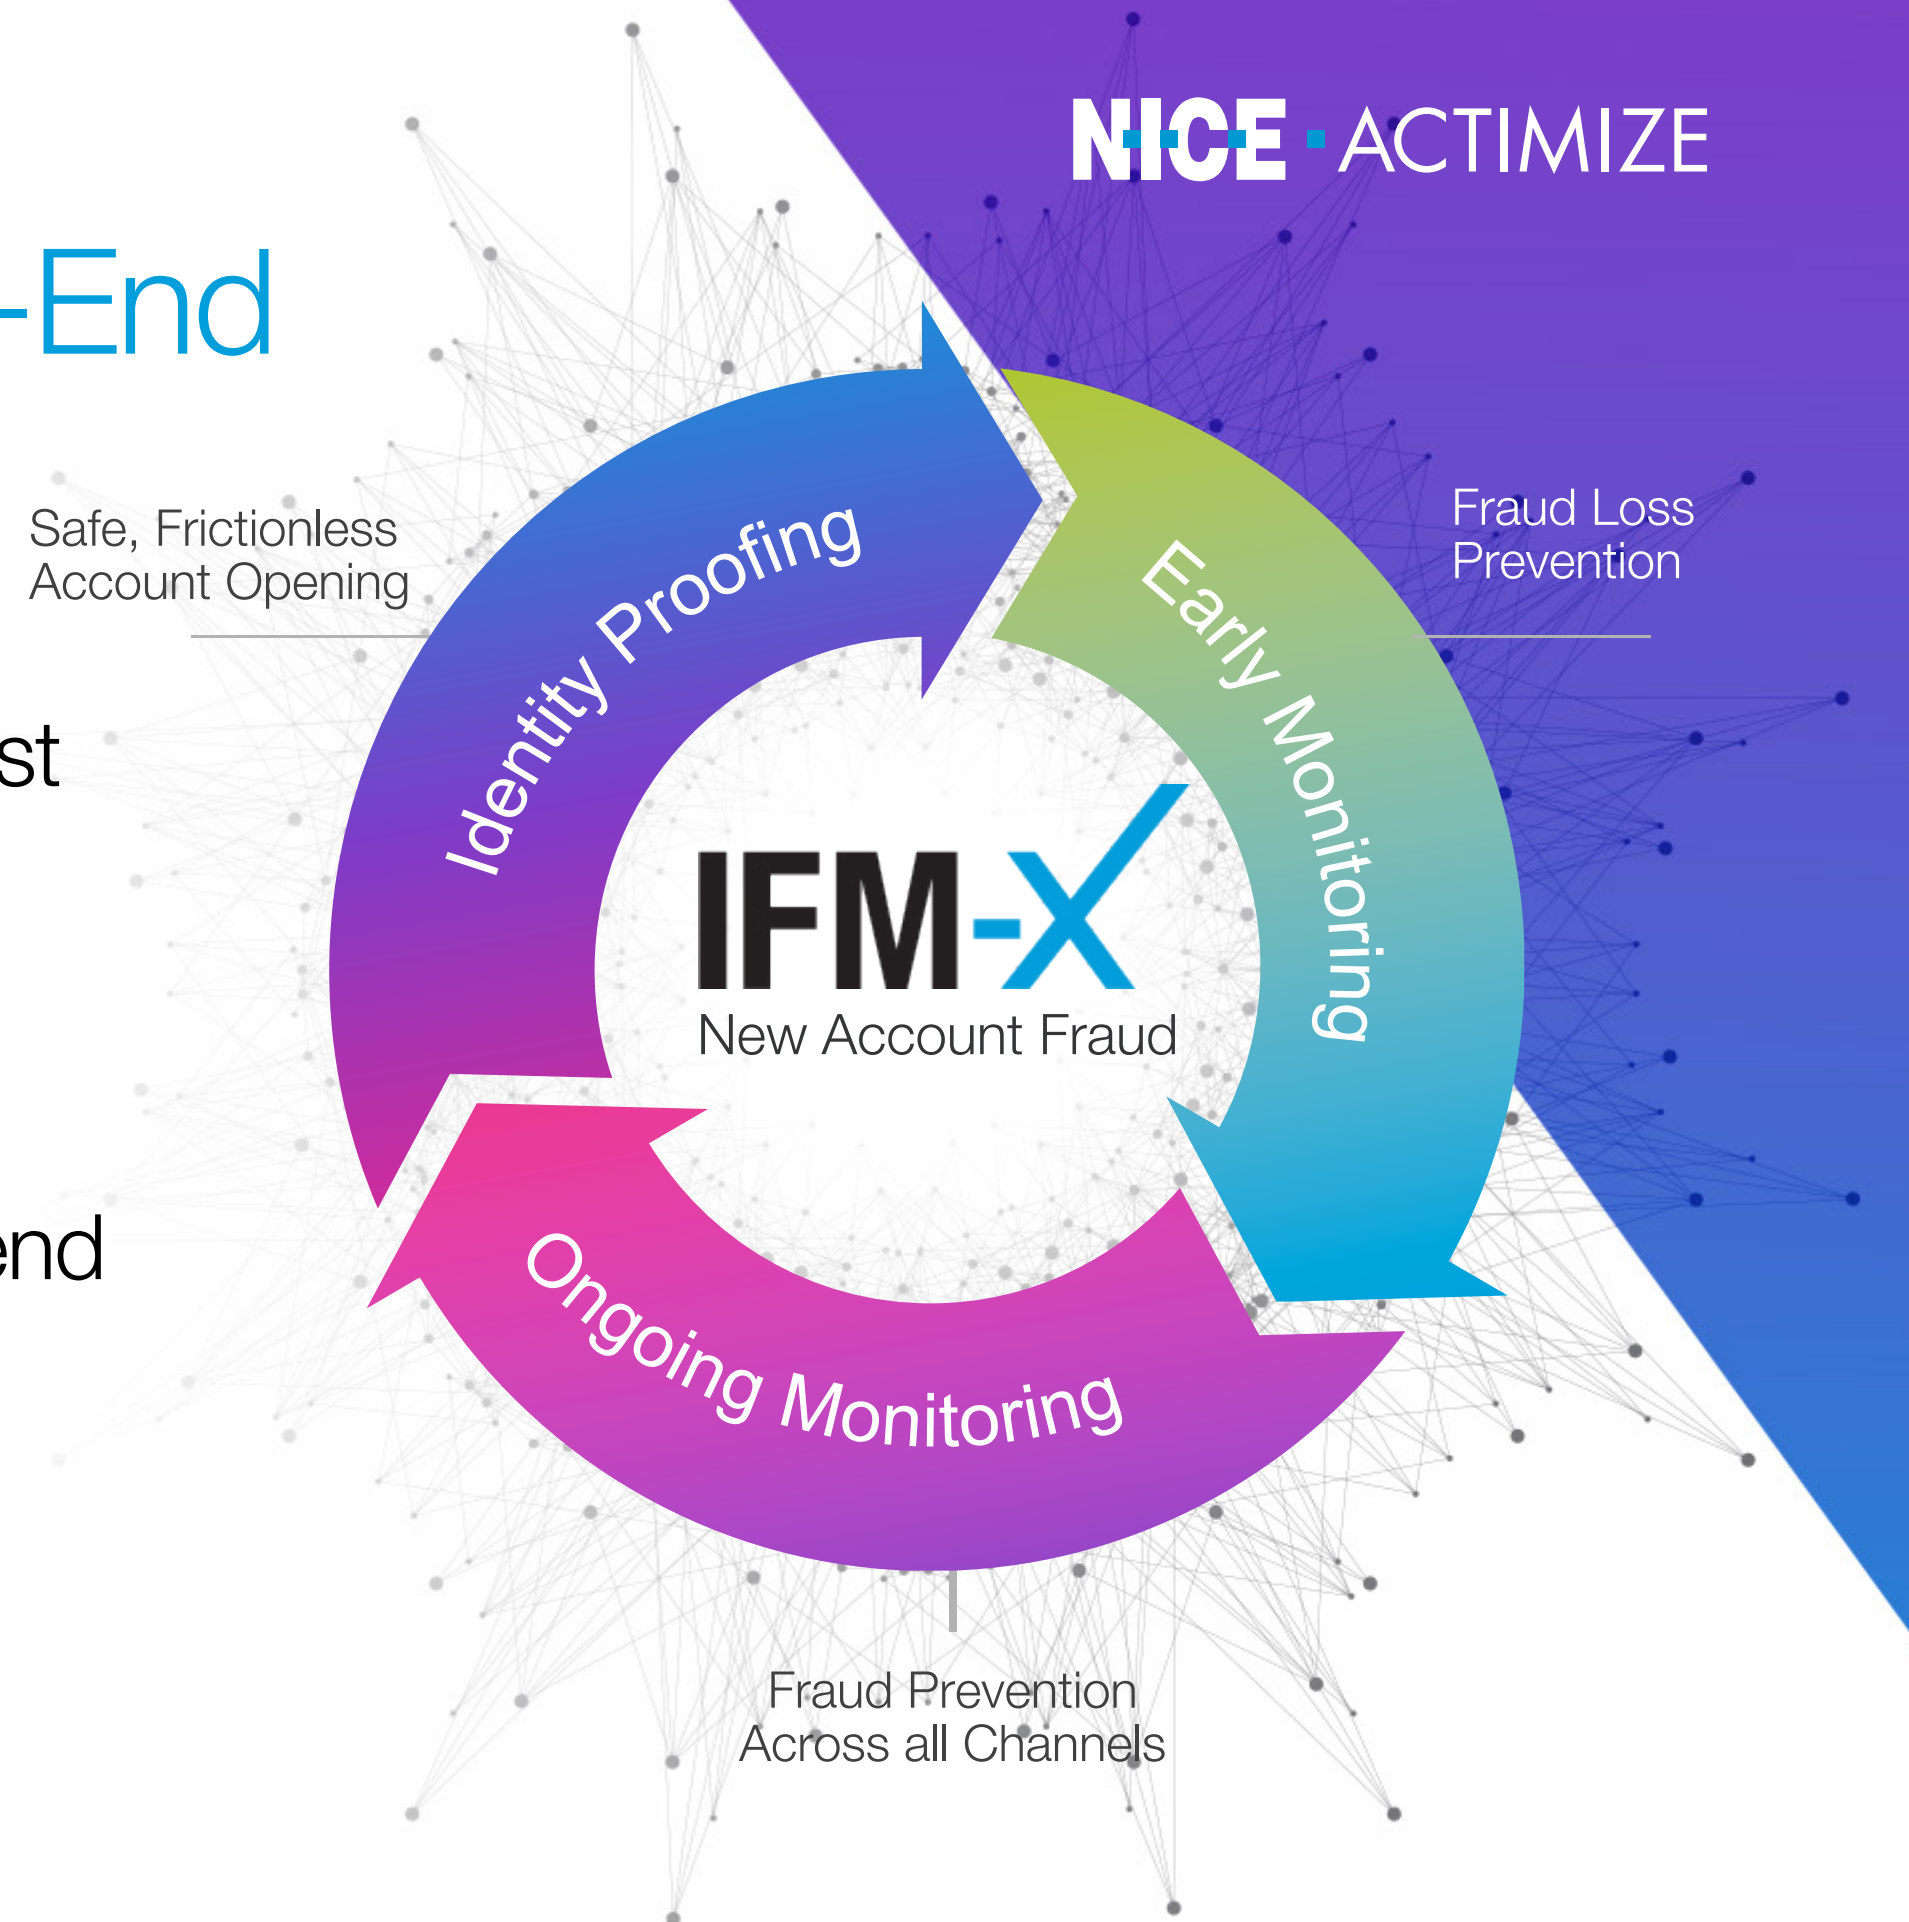 NICE ACTIMIZE
-End
Safe, Frictionless
Account Opening
Fraud Loss
Prevention
Identity Proofing
Early Monitoring
st
IFM-X
New Account Fraud
end
Ongoing Monitoring
Fraud Prevention
Across all Channels